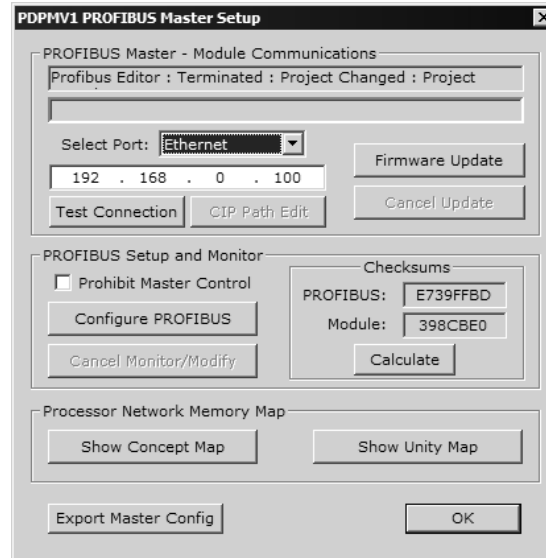 PDPMV1 PROFIBUS Master Setup
PROFIBUS Master - Module Communications
Profibus Editor : Terminated : Project Changed : Project
Select Port: Ethernet
Firmware Update
192 . 168 . 0 . 100
Test Connection CIP Path Edit Cancel Update
PROFIBUS Setup and Monitor
Checksums
Prohibit Master Control
PROFIBUS: E739FFBD
Configure PROFIBUS
Module: 398CBE0
Cancel Monitor/Modify Calculate
Processor Network Memory Map
Show Concept Map Show Unity Map
Export Master Config OK